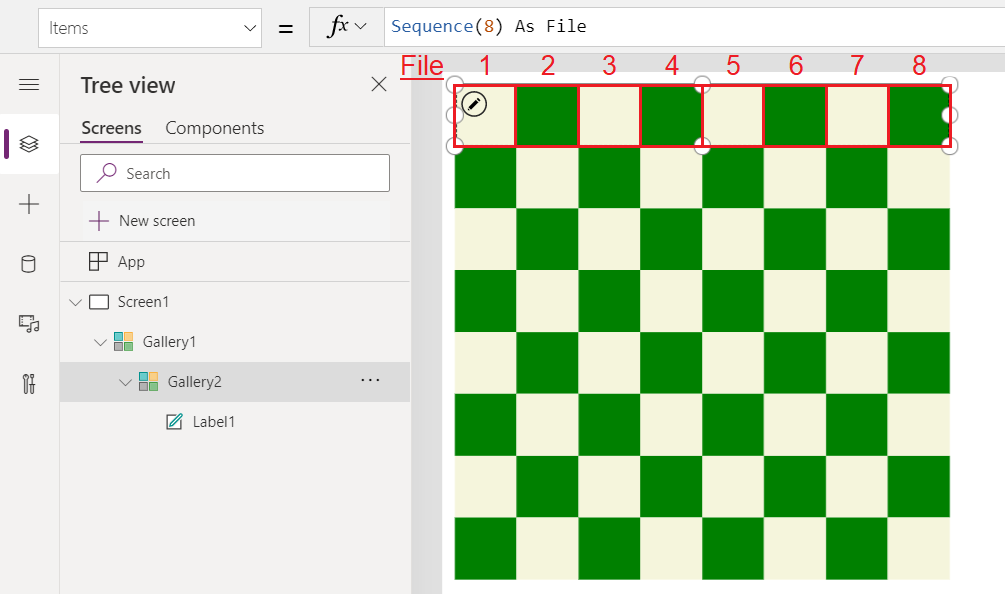 Items = fx Sequence(8) As File
File 1 2 3 4 5 6 7 8
Tree view
Screens Components
Search
New screen
App
Screen1
Gallery1
Gallery2 ...
Label1